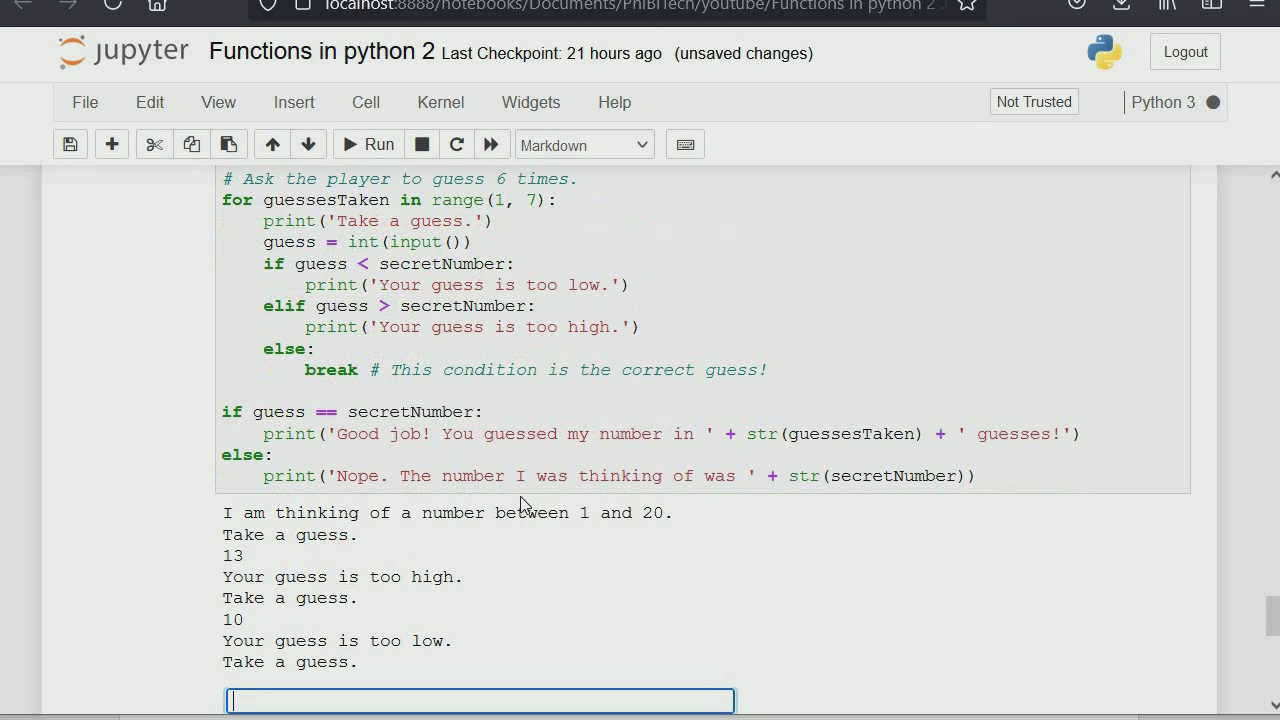 localhost:8888/notebooks/Documents/PhiBiTech/youtube/Functions in python 2
jupyter Functions in python 2 Last Checkpoint: 21 hours ago (unsaved changes)
Logout
File Edit View Insert Cell Kernel Widgets Help Not Trusted Python 3
Run Markdown
# Ask the player to guess 6 times.
for guessesTaken in range(1, 7):
    print('Take a guess.')
    guess = int(input())
    if guess < secretNumber:
        print('Your guess is too low.')
    elif guess > secretNumber:
        print('Your guess is too high.')
    else:
        break # This condition is the correct guess!
if guess == secretNumber:
    print('Good job! You guessed my number in ' + str(guessesTaken) + ' guesses!')
else:
    print('Nope. The number I was thinking of was ' + str(secretNumber))
I am thinking of a number between 1 and 20.
Take a guess.
13
Your guess is too high.
Take a guess.
10
Your guess is too low.
Take a guess.